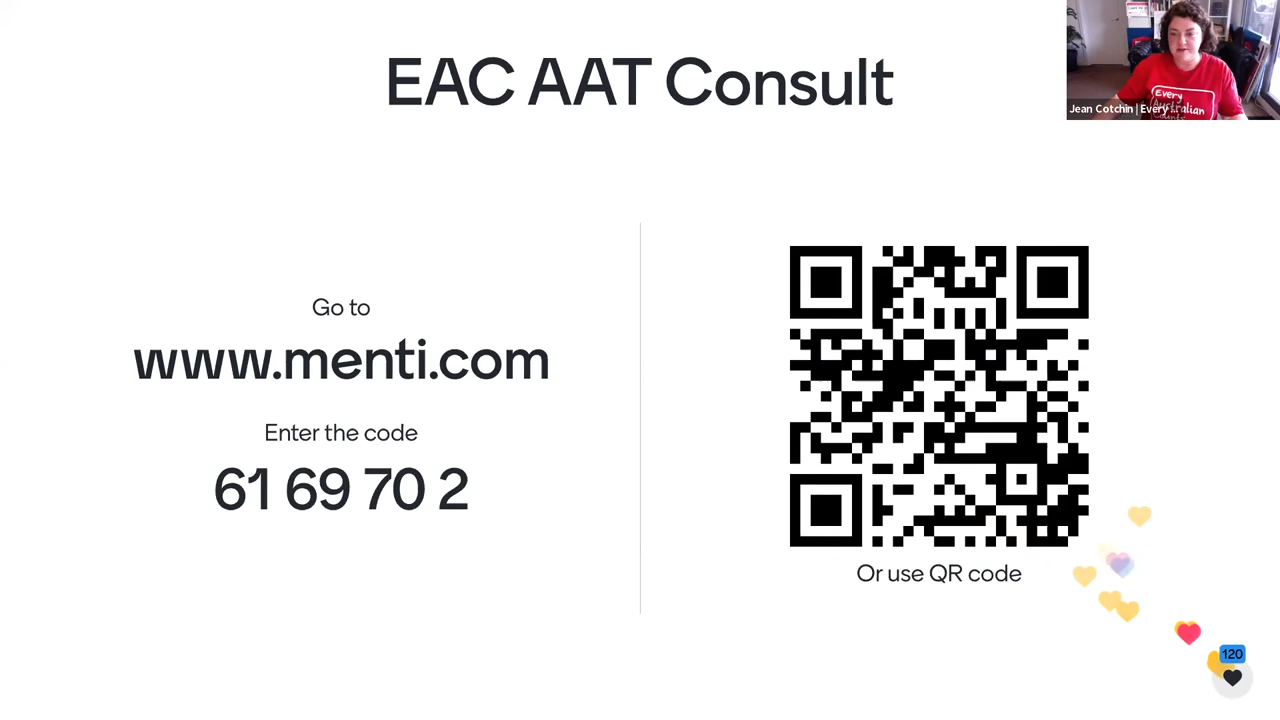 EAC AAT Consult
Jean Cotchin | Every
Every
Go to
www.menti.com
Enter the code
61 69 70 2
Or use QR code
120